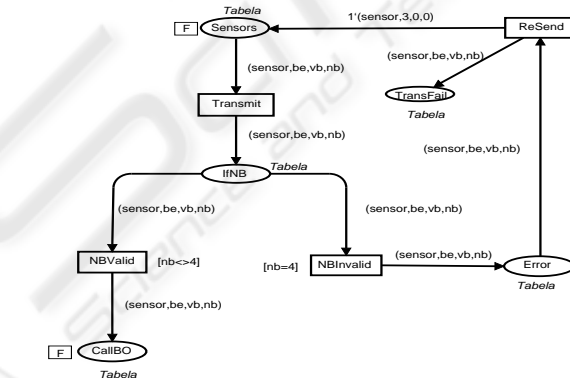 Tabela
F
Sensors
1'(sensor,3,0,0)
ReSend
(sensor,be,vb,nb)
(sensor,be,vb,nb)
TransFail
Tabela
Transmit
(sensor,be,vb,nb)
(sensor,be,vb,nb)
IfNB
Tabela
(sensor,be,vb,nb)
(sensor,be,vb,nb)
NBValid
[nb<>4]
[nb=4]
NBInvalid
(sensor,be,vb,nb)
Error
Tabela
(sensor,be,vb,nb)
F
CallBO
Tabela